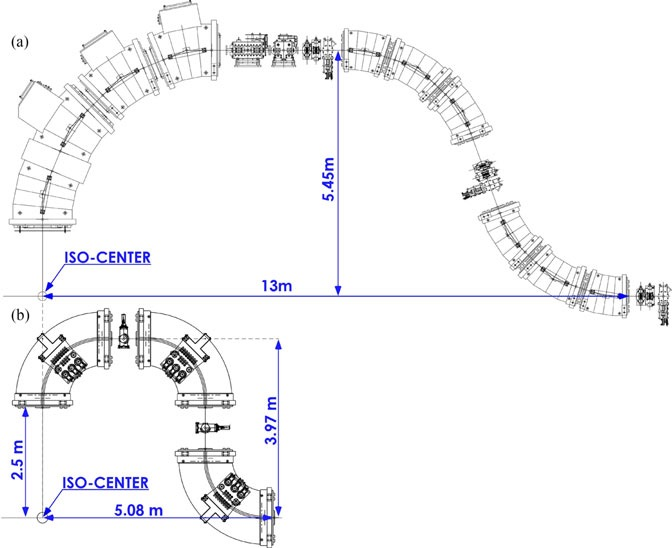 (a)
5.45m
ISO-CENTER
13m
(b)
2.5 m
3.97 m
ISO-CENTER
5.08 m